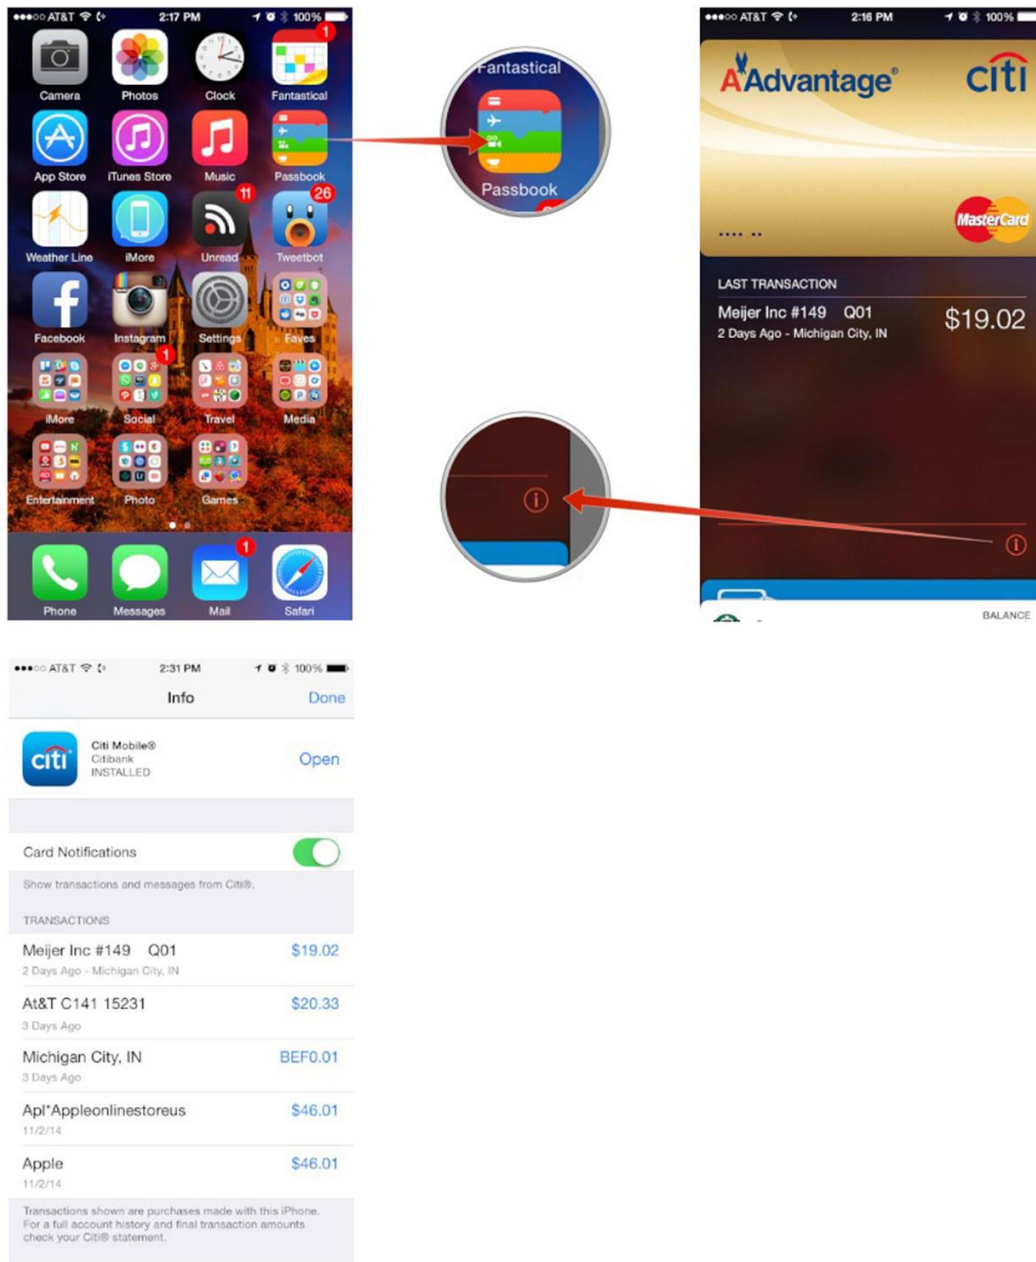 AT&T 2:17 PM 100%
1
Camera Photos Clock Fantastical
App Store iTunes Store Music Passbook
11 26
Weather Line iMore Unread Tweetbot
Facebook Instagram Settings Faves
1
iMore Social Travel Media
Entertainment Photo Games
1
Phone Messages Mail Safari
Fantastical
Passbook
i
AT&T 2:16 PM 100%
AAdvantage® citi
MasterCard
LAST TRANSACTION
Meijer Inc #149 Q01 $19.02
2 Days Ago - Michigan City, IN
i
BALANCE
AT&T 2:31 PM 100%
Info Done
citi
Citi Mobile®
Citibank
INSTALLED
Open
Card Notifications
Show transactions and messages from Citi®.
TRANSACTIONS
Meijer Inc #149 Q01 $19.02
2 Days Ago - Michigan City, IN
At&T C141 15231 $20.33
3 Days Ago
Michigan City, IN BEF0.01
3 Days Ago
Apl*Appleonlinestoreus $46.01
11/2/14
Apple $46.01
11/2/14
Transactions shown are purchases made with this iPhone.
For a full account history and final transaction amounts
check your Citi® statement.